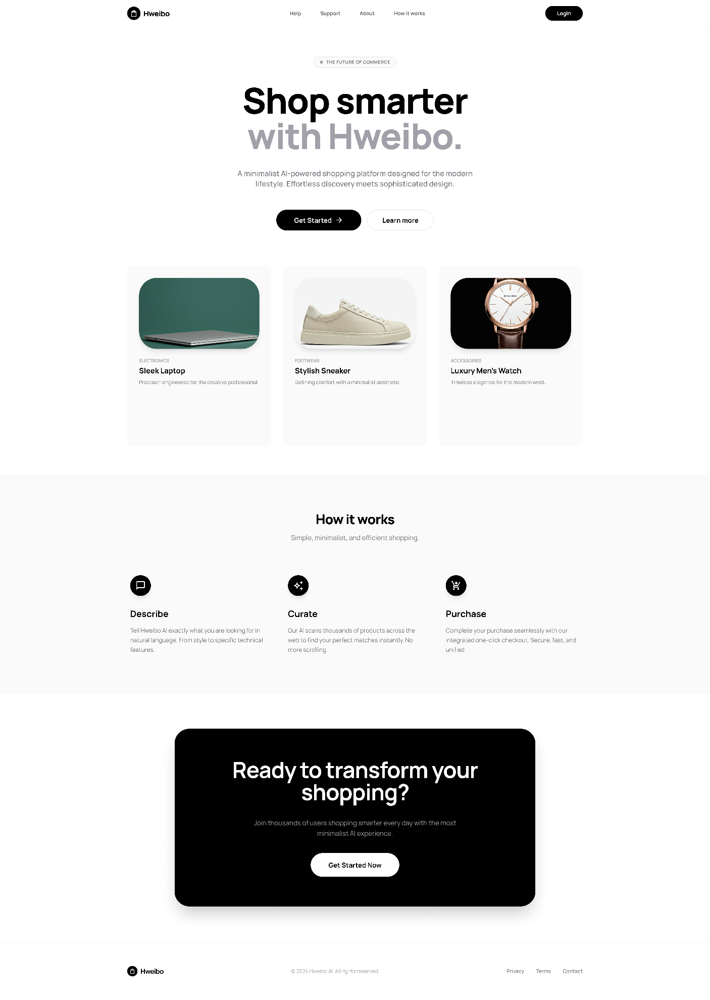 Hweibo
Help
Support
About
How it works
Login
THE FUTURE OF COMMERCE
Shop smarter
with Hweibo.
A minimalist AI-powered shopping platform designed for the modern
lifestyle. Effortless discovery meets sophisticated design.
Get Started
Learn more
ELECTRONICS
Sleek Laptop
Precision engineered for the creative professional.
FOOTWEAR
Stylish Sneaker
Defining comfort with a minimalist aesthetic.
ACCESSORIES
Luxury Men's Watch
Timeless elegance for the modern wrist.
How it works
Simple, minimalist, and efficient shopping.
Describe
Tell Hweibo AI exactly what you are looking for in
natural language. From style to specific technical
features.
Curate
Our AI scans thousands of products across the
web to find your perfect matches instantly. No
more scrolling.
Purchase
Complete your purchase seamlessly with our
integrated one-click checkout. Secure, fast, and
unified.
Ready to transform your
shopping?
Join thousands of users shopping smarter every day with the most
minimalist AI experience.
Get Started Now
Hweibo
© 2024 Hweibo AI. All rights reserved.
Privacy
Terms
Contact